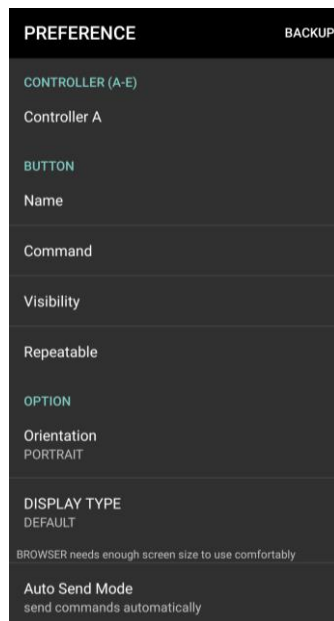 PREFERENCE BACKUP
CONTROLLER (A-E)
Controller A
BUTTON
Name
Command
Visibility
Repeatable
OPTION
Orientation
PORTRAIT
DISPLAY TYPE
DEFAULT
BROWSER needs enough screen size to use comfortably
Auto Send Mode
send commands automatically